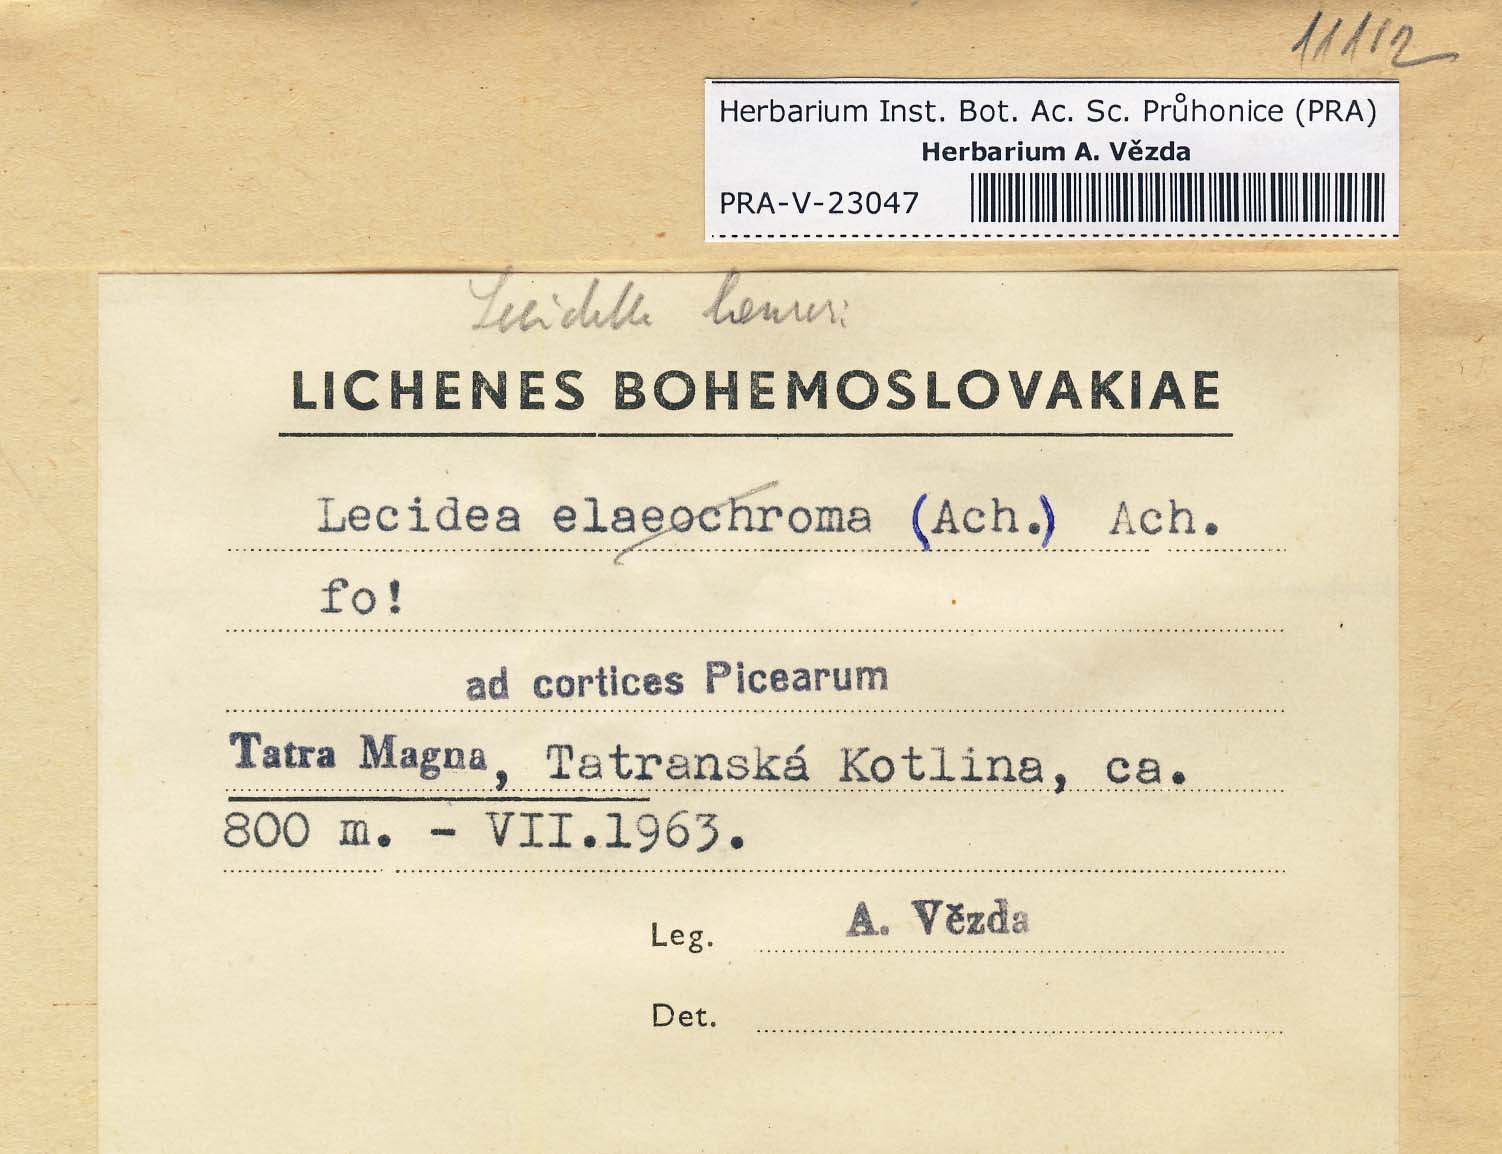 11112
Herbarium Inst. Bot. Ac. Sc. Průhonice (PRA)
Herbarium A. Vězda
PRA-V-23047
Lecidella
LICHENES BOHEMOSLOVAKIAE
Lecidea elaeochroma (Ach.) Ach.
fo!
ad cortices Picearum
Tatra Magna, Tatranská Kotlina, ca.
800 m. - VII.1963.
Leg. A. Vězda
Det.